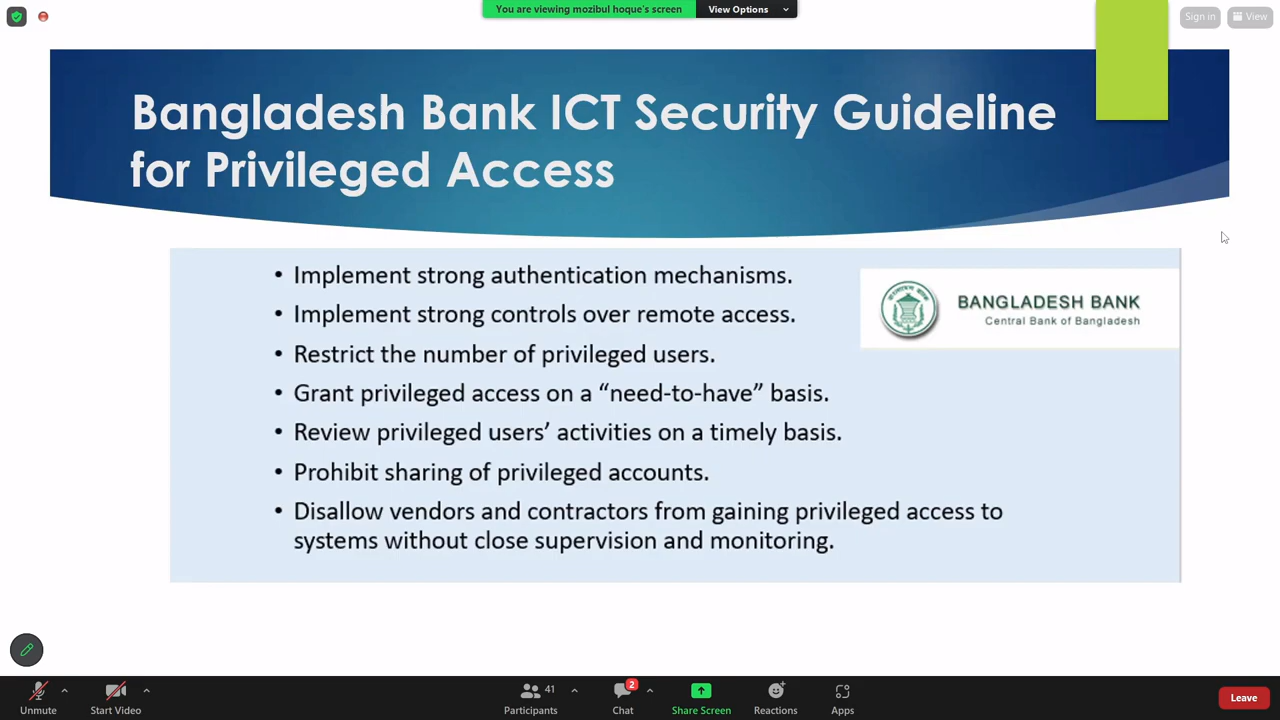 You are viewing mozibul hoque's screen
View Options
Sign in
View
Bangladesh Bank ICT Security Guideline
for Privileged Access
• Implement strong authentication mechanisms.
• Implement strong controls over remote access.
• Restrict the number of privileged users.
• Grant privileged access on a “need-to-have” basis.
• Review privileged users’ activities on a timely basis.
• Prohibit sharing of privileged accounts.
• Disallow vendors and contractors from gaining privileged access to
systems without close supervision and monitoring.
BANGLADESH BANK
Central Bank of Bangladesh
Unmute
Start Video
41
Participants
2
Chat
Share Screen
Reactions
Apps
Leave